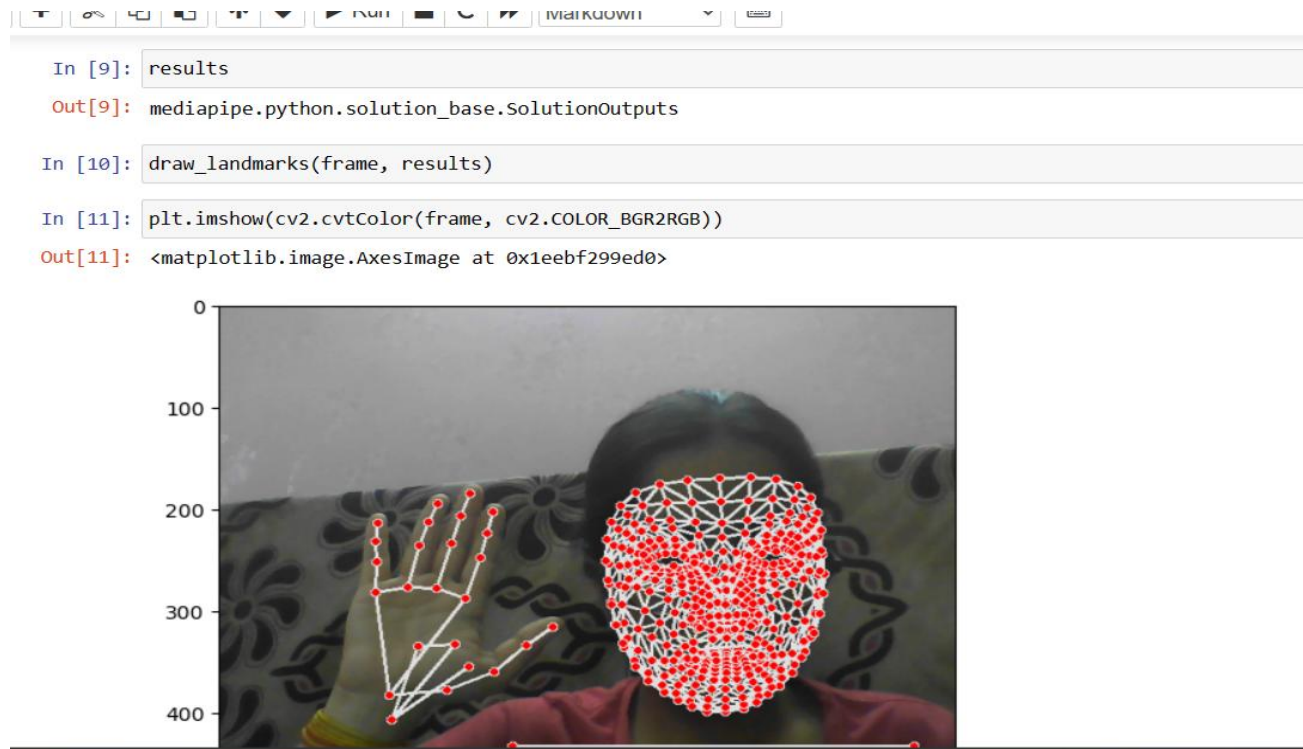 Run
Markdown
In [9]: results
Out[9]: mediapipe.python.solution_base.SolutionOutputs
In [10]: draw_landmarks(frame, results)
In [11]: plt.imshow(cv2.cvtColor(frame, cv2.COLOR_BGR2RGB))
Out[11]: <matplotlib.image.AxesImage at 0x1eebf299ed0>
0
100
200
300
400